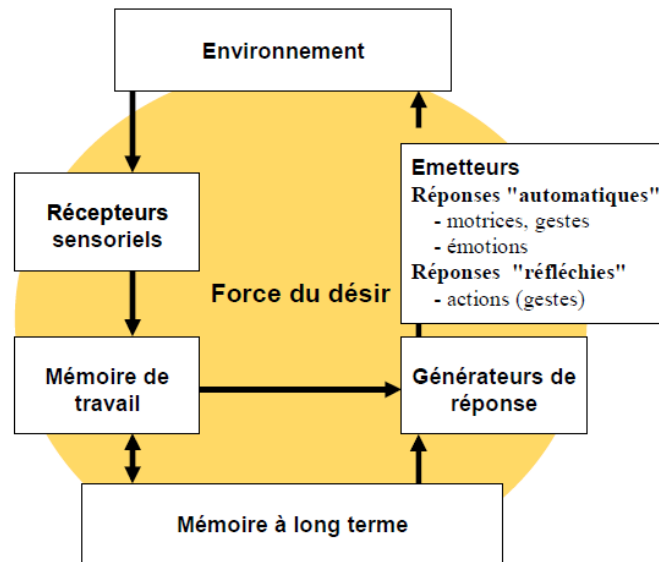 Environnement
Récepteurs
sensoriels
Emetteurs
Réponses "automatiques"
- motrices, gestes
- émotions
Réponses "réfléchies"
- actions (gestes)
Force du désir
Mémoire de
travail
Générateurs de
réponse
Mémoire à long terme